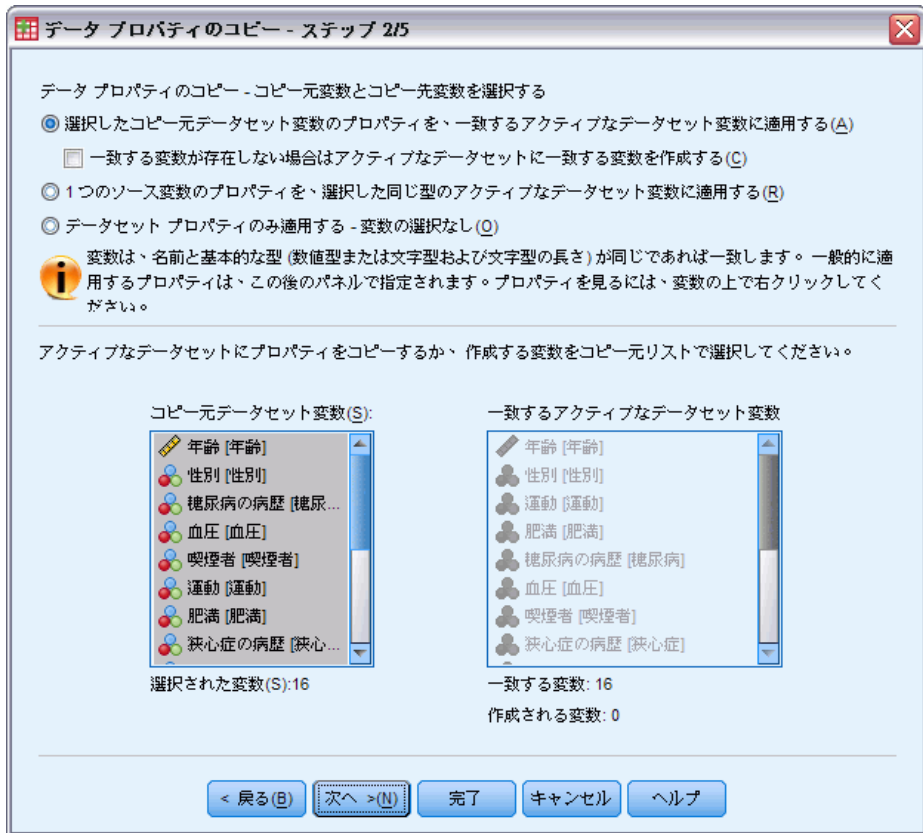 データ プロパティのコピー - ステップ 2/5
データ プロパティのコピー - コピー元変数とコピー先変数を選択する
選択したコピー元データセット変数のプロパティを、一致するアクティブなデータセット変数に適用する(A)
一致する変数が存在しない場合はアクティブなデータセットに一致する変数を作成する(C)
1 つのソース変数のプロパティを、選択した同じ型のアクティブなデータセット変数に適用する(R)
データセット プロパティのみ適用する - 変数の選択なし(O)
変数は、名前と基本的な型 (数値型または文字型および文字型の長さ) が同じであれば一致します。 一般的に適
用するプロパティは、この後のパネルで指定されます。プロパティを見るには、変数の上で右クリックしてく
ださい。
アクティブなデータセットにプロパティをコピーするか、 作成する変数をコピー元リストで選択してください。
コピー元データセット変数(S):
年齢 [年齢]
性別 [性別]
糖尿病の病歴 [糖尿...
血圧 [血圧]
喫煙者 [喫煙者]
運動 [運動]
肥満 [肥満]
狭心症の病歴 [狭心...
選択された変数(S):16
一致するアクティブなデータセット変数
年齢 [年齢]
性別 [性別]
運動 [運動]
肥満 [肥満]
糖尿病の病歴 [糖尿病]
血圧 [血圧]
喫煙者 [喫煙者]
狭心症の病歴 [狭心症]
一致する変数: 16
作成される変数: 0
< 戻る(B)
次へ >(N)
完了
キャンセル
ヘルプ